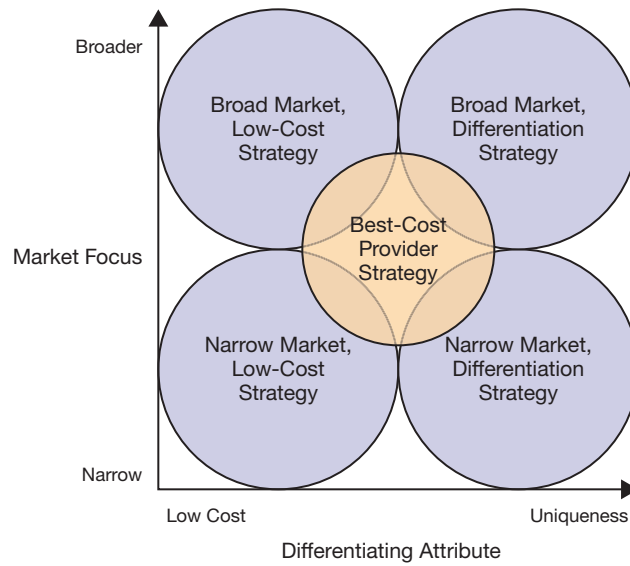 Broader
Broad Market,
Low-Cost
Strategy
Broad Market,
Differentiation
Strategy
Best-Cost
Provider
Strategy
Market Focus
Narrow Market,
Low-Cost
Strategy
Narrow Market,
Differentiation
Strategy
Narrow
Low Cost
Uniqueness
Differentiating Attribute